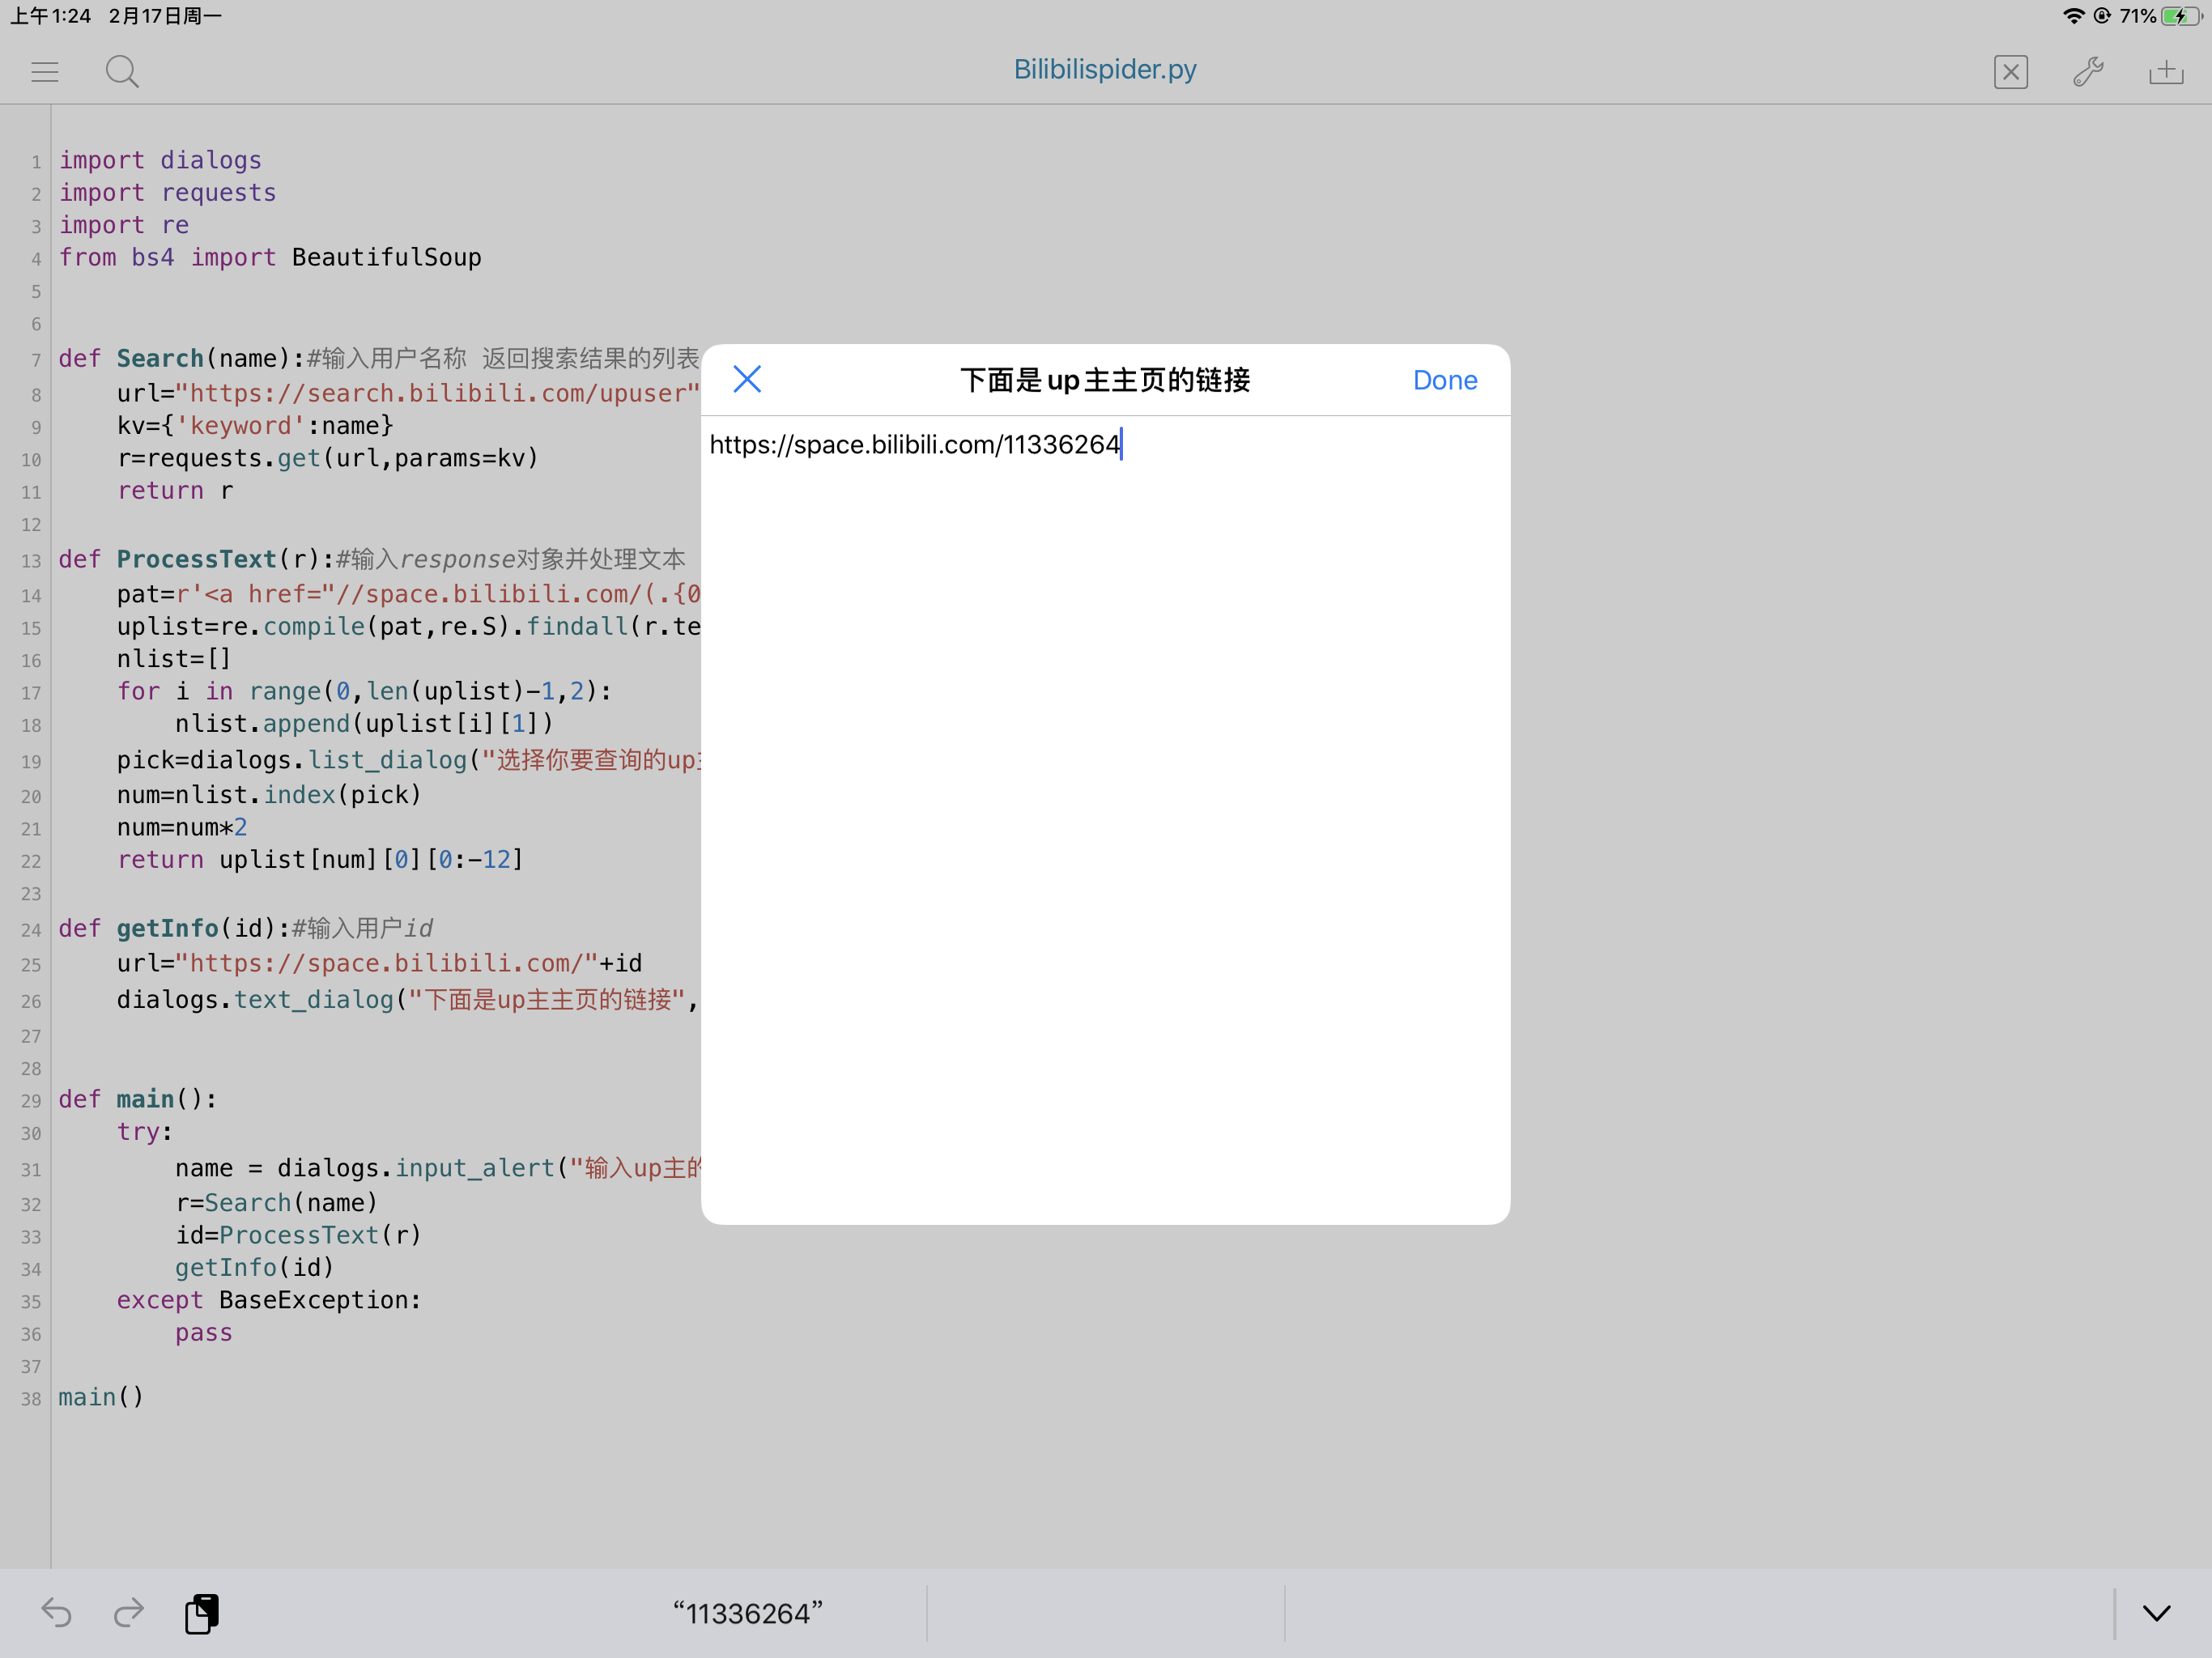 上午1:24 2月17日周一
71%
Bilibilispider.py
1 import dialogs
2 import requests
3 import re
4 from bs4 import BeautifulSoup
5
6
7 def Search(name):#输入用户名称 返回搜索结果的列表
8 url="https://search.bilibili.com/upuser"
9 kv={'keyword':name}
10 r=requests.get(url,params=kv)
11 return r
12
13 def ProcessText(r):#输入response对象并处理文本
14 pat=r'<a href="//space.bilibili.com/(.{0
15 uplist=re.compile(pat,re.S).findall(r.te
16 nlist=[]
17 for i in range(0,len(uplist)-1,2):
18 nlist.append(uplist[i][1])
19 pick=dialogs.list_dialog("选择你要查询的up主
20 num=nlist.index(pick)
21 num=num*2
22 return uplist[num][0][0:-12]
23
24 def getInfo(id):#输入用户id
25 url="https://space.bilibili.com/"+id
26 dialogs.text_dialog("下面是up主主页的链接",
27
28
29 def main():
30 try:
31 name = dialogs.input_alert("输入up主的
32 r=Search(name)
33 id=ProcessText(r)
34 getInfo(id)
35 except BaseException:
36 pass
37
38 main()
下面是up主主页的链接
Done
https://space.bilibili.com/11336264
“11336264”